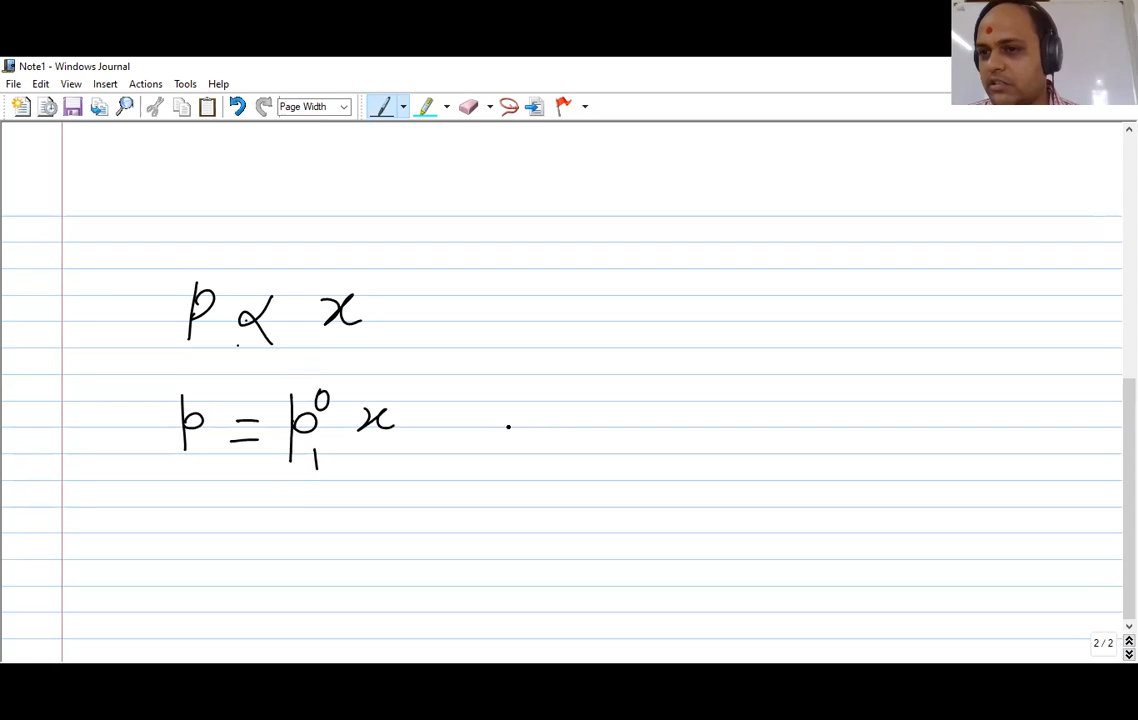 Note1 - Windows Journal
File Edit View Insert Actions Tools Help
Page Width
p ∝ x
p = p₁⁰ x
2 / 2